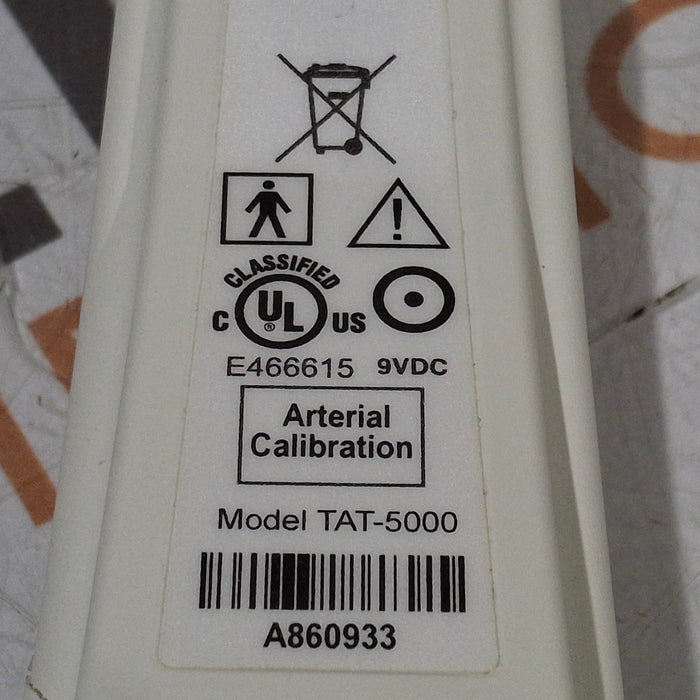 CLASSIFIED
C UL® US
E466615 9VDC
Arterial
Calibration
Model TAT-5000
A860933